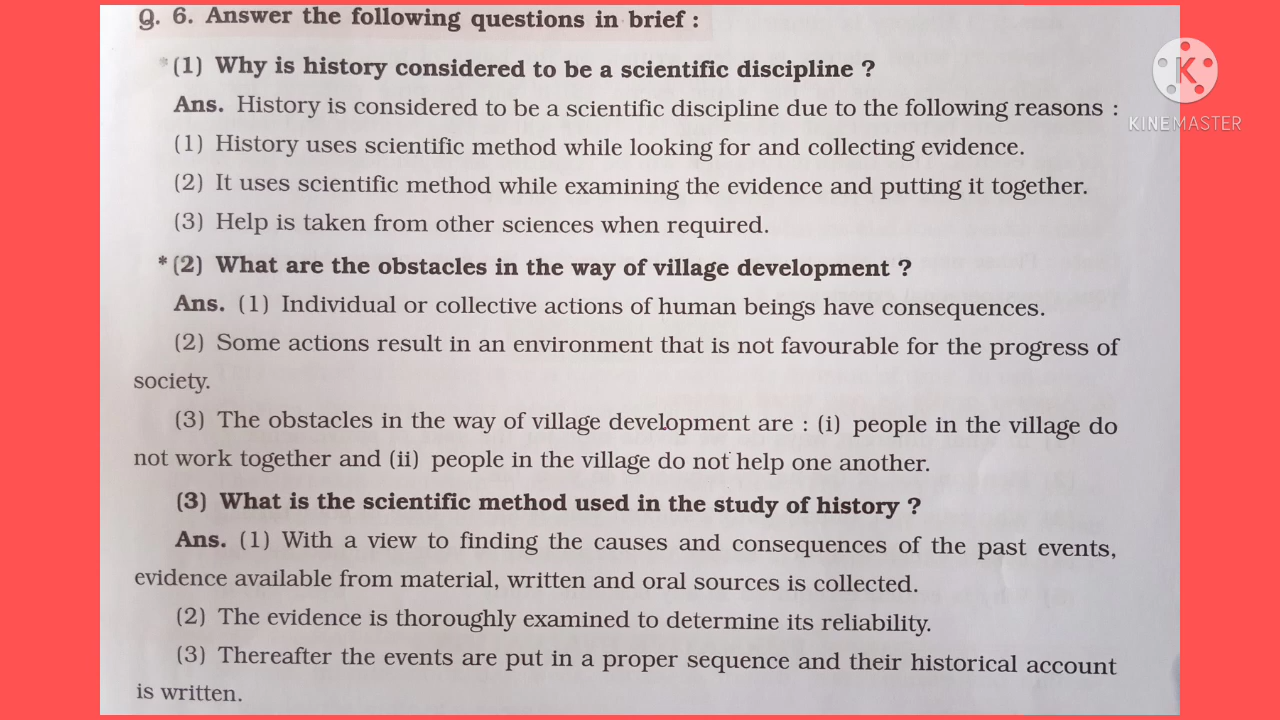 Q. 6. Answer the following questions in brief :
*(1) Why is history considered to be a scientific discipline ?
Ans. History is considered to be a scientific discipline due to the following reasons :
(1) History uses scientific method while looking for and collecting evidence.
(2) It uses scientific method while examining the evidence and putting it together.
(3) Help is taken from other sciences when required.
*(2) What are the obstacles in the way of village development ?
Ans. (1) Individual or collective actions of human beings have consequences.
(2) Some actions result in an environment that is not favourable for the progress of
society.
(3) The obstacles in the way of village development are : (i) people in the village do
not work together and (ii) people in the village do not help one another.
(3) What is the scientific method used in the study of history ?
Ans. (1) With a view to finding the causes and consequences of the past events,
evidence available from material, written and oral sources is collected.
(2) The evidence is thoroughly examined to determine its reliability.
(3) Thereafter the events are put in a proper sequence and their historical account
is written.
K
KINEMASTER